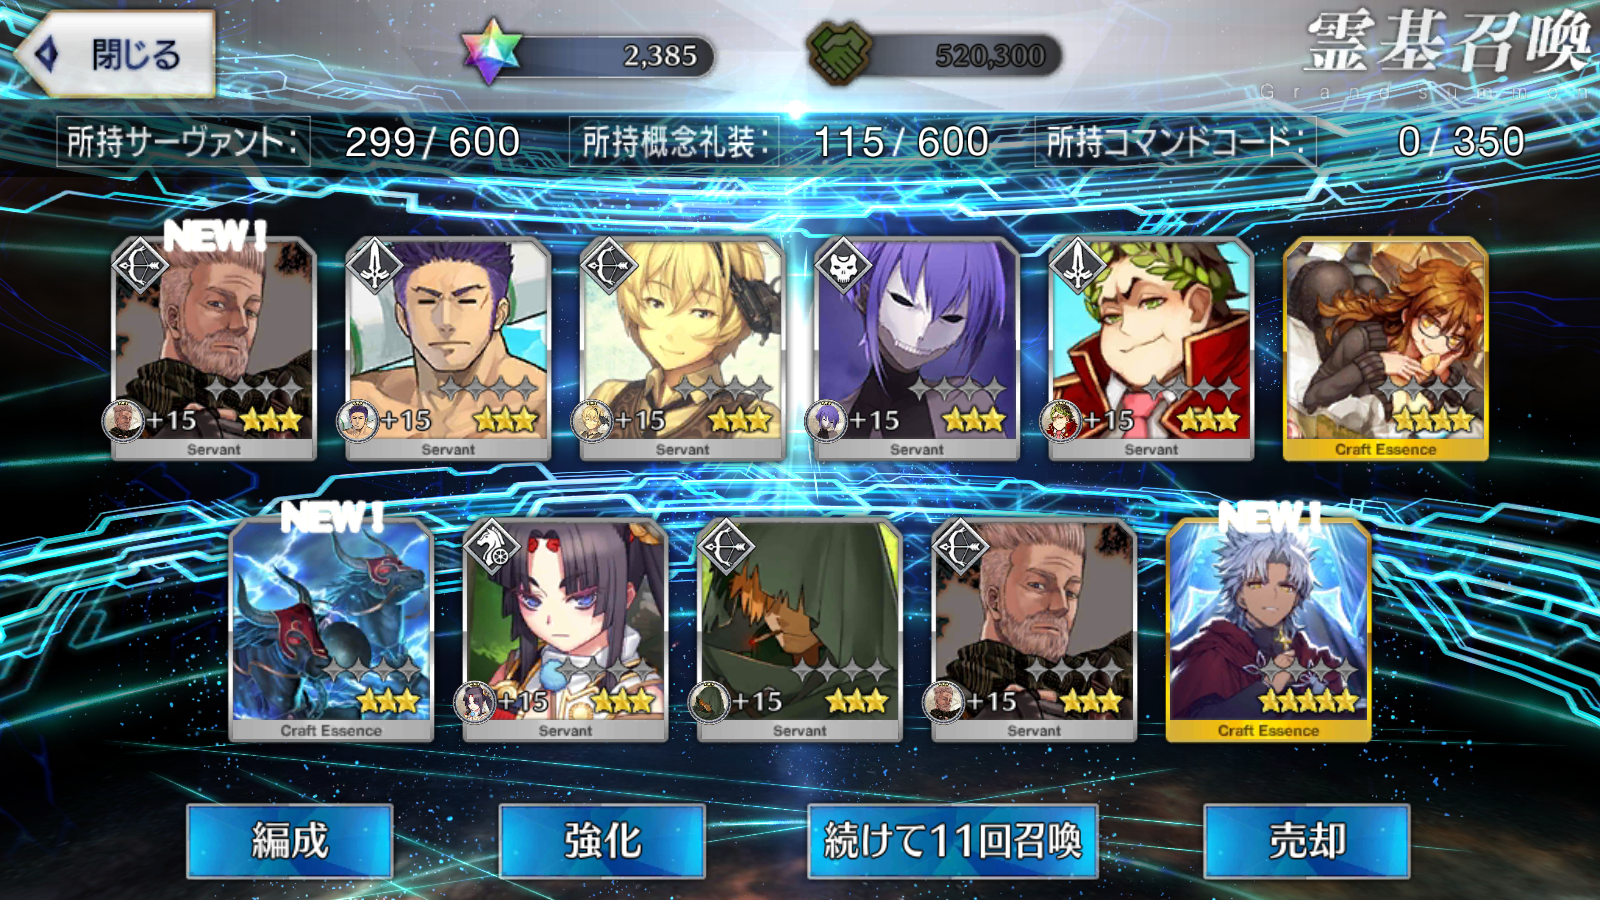 閉じる
2,385
520,300
霊基召喚
Grand summon
所持サーヴァント: 299 / 600
所持概念礼装: 115 / 600
所持コマンドコード: 0 / 350
NEW!
+15
+15
+15
+15
+15
Servant
Servant
Servant
Servant
Servant
Craft Essence
NEW!
NEW!
+15
+15
+15
Craft Essence
Servant
Servant
Servant
Craft Essence
編成
強化
続けて11回召喚
売却